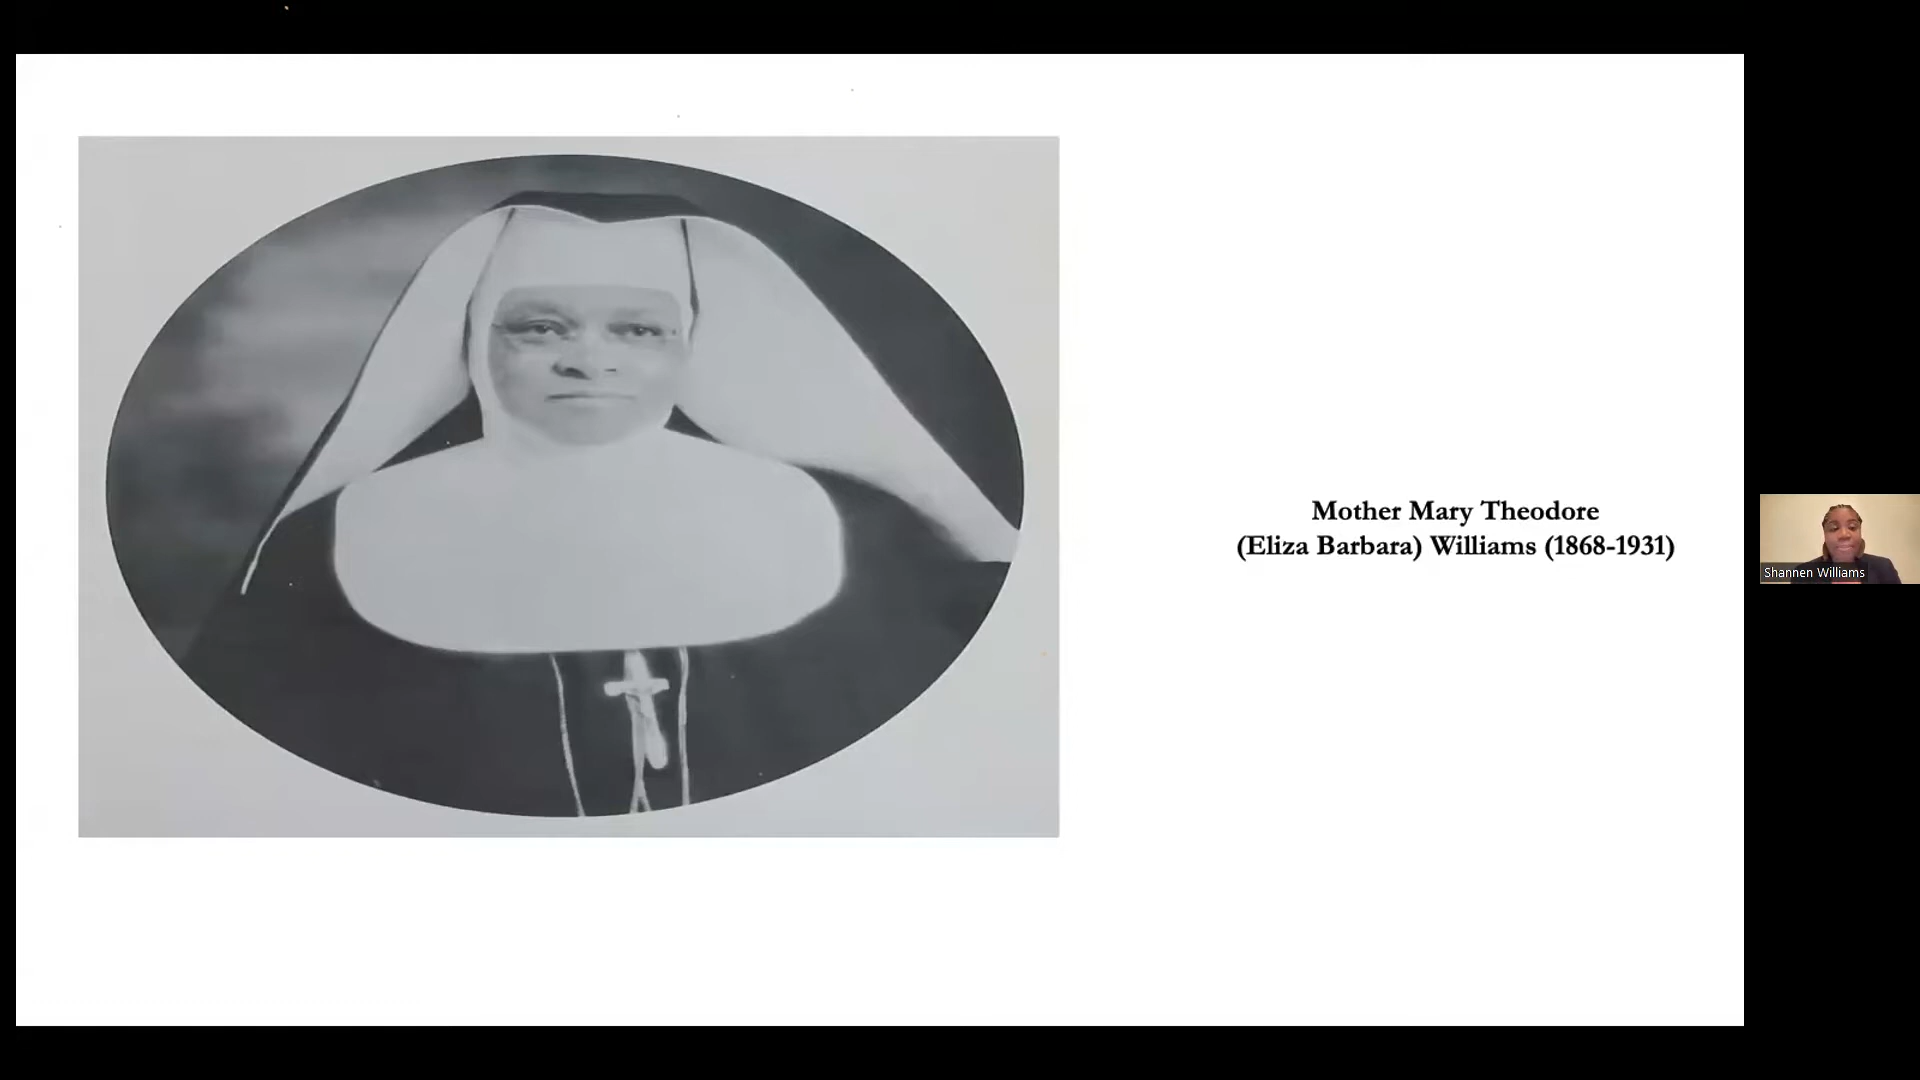 Mother Mary Theodore
(Eliza Barbara) Williams (1868-1931)
Shannen Williams